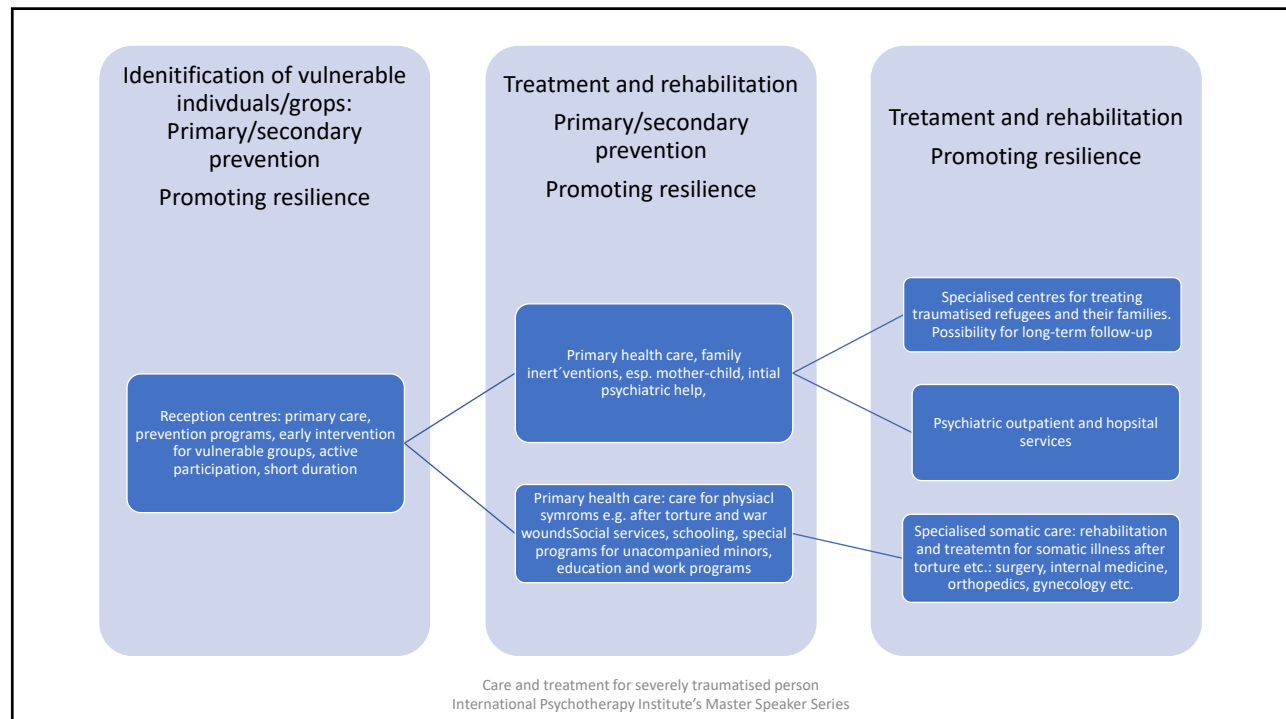 Idenitification of vulnerable
indivduals/grops:
Primary/secondary
prevention
Promoting resilience
Reception centres: primary care,
prevention programs, early intervention
for vulnerable groups, active
participation, short duration
Treatment and rehabilitation
Primary/secondary
prevention
Promoting resilience
Primary health care, family
inert´ventions, esp. mother-child, intial
psychiatric help,
Primary health care: care for physiacl
symroms e.g. after torture and war
woundsSocial services, schooling, special
programs for unacompanied minors,
education and work programs
Tretament and rehabilitation
Promoting resilience
Specialised centres for treating
traumatised refugees and their families.
Possibility for long-term follow-up
Psychiatric outpatient and hopsital
services
Specialised somatic care: rehabilitation
and treatemtn for somatic illness after
torture etc.: surgery, internal medicine,
orthopedics, gynecology etc.
Care and treatment for severely traumatised person
International Psychotherapy Institute’s Master Speaker Series